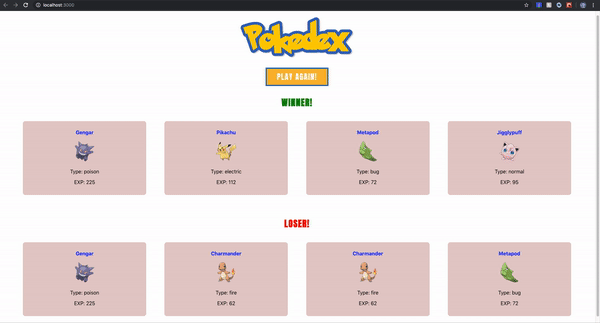 localhost:3000
Pokedex
PLAY AGAIN!
WINNER!
Gengar Pikachu Metapod Jigglypuff
Type: poison Type: electric Type: bug Type: normal
EXP: 225 EXP: 112 EXP: 72 EXP: 95
LOSER!
Gengar Charmander Charmander Metapod
Type: poison Type: fire Type: fire Type: bug
EXP: 225 EXP: 62 EXP: 62 EXP: 72